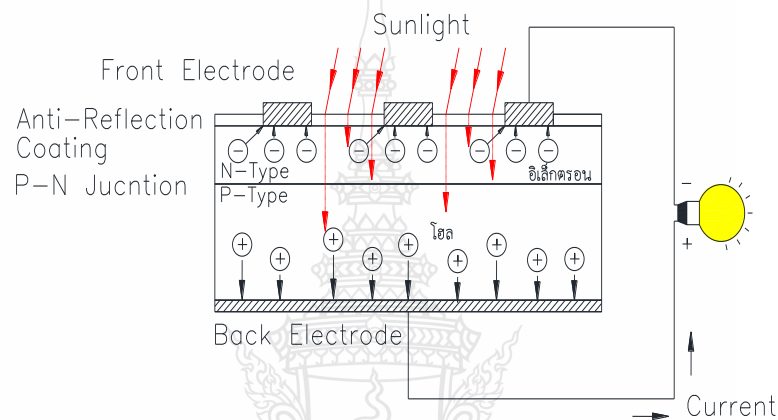 Sunlight
Front Electrode
Anti-Reflection
Coating
N-Type
อิเล็กตรอน
P-N Jucntion
P-Type
โฮล
Back Electrode
Current